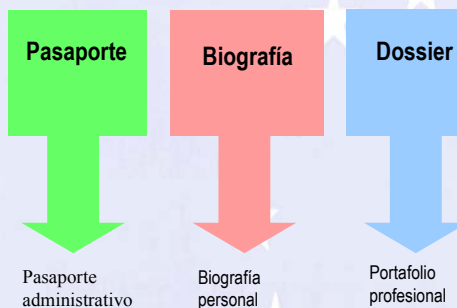 Pasaporte
Biografía
Dossier
Pasaporte
administrativo
Biografía
personal
Portafolio
profesional